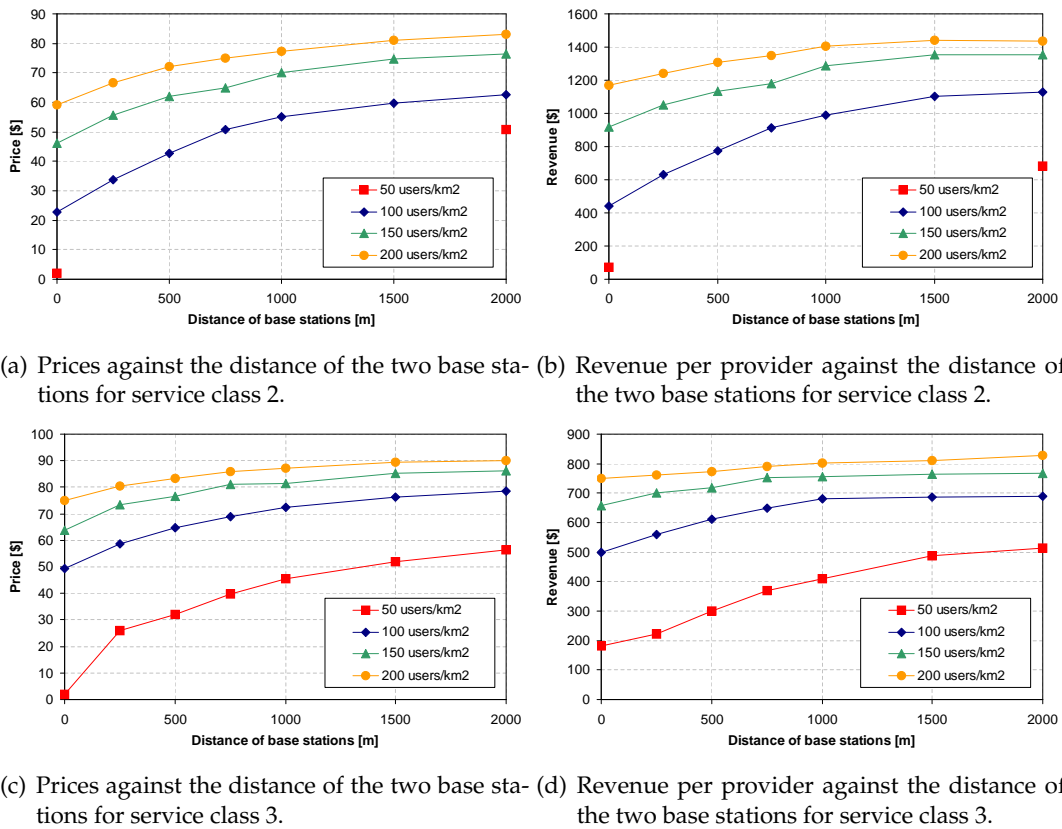 90
80
70
60
50
40
30
20
10
0
Price [$]
0 500 1000 1500 2000
Distance of base stations [m]
50 users/km2
100 users/km2
150 users/km2
200 users/km2
1600
1400
1200
1000
800
600
400
200
0
Revenue [$]
0 500 1000 1500 2000
Distance of base stations [m]
50 users/km2
100 users/km2
150 users/km2
200 users/km2
(a) Prices against the distance of the two base sta-
tions for service class 2.
(b) Revenue per provider against the distance of
the two base stations for service class 2.
100
90
80
70
60
50
40
30
20
10
0
Price [$]
0 500 1000 1500 2000
Distance of base stations [m]
50 users/km2
100 users/km2
150 users/km2
200 users/km2
900
800
700
600
500
400
300
200
100
0
Revenue [$]
0 500 1000 1500 2000
Distance of base stations [m]
50 users/km2
100 users/km2
150 users/km2
200 users/km2
(c) Prices against the distance of the two base sta-
tions for service class 3.
(d) Revenue per provider against the distance of
the two base stations for service class 3.